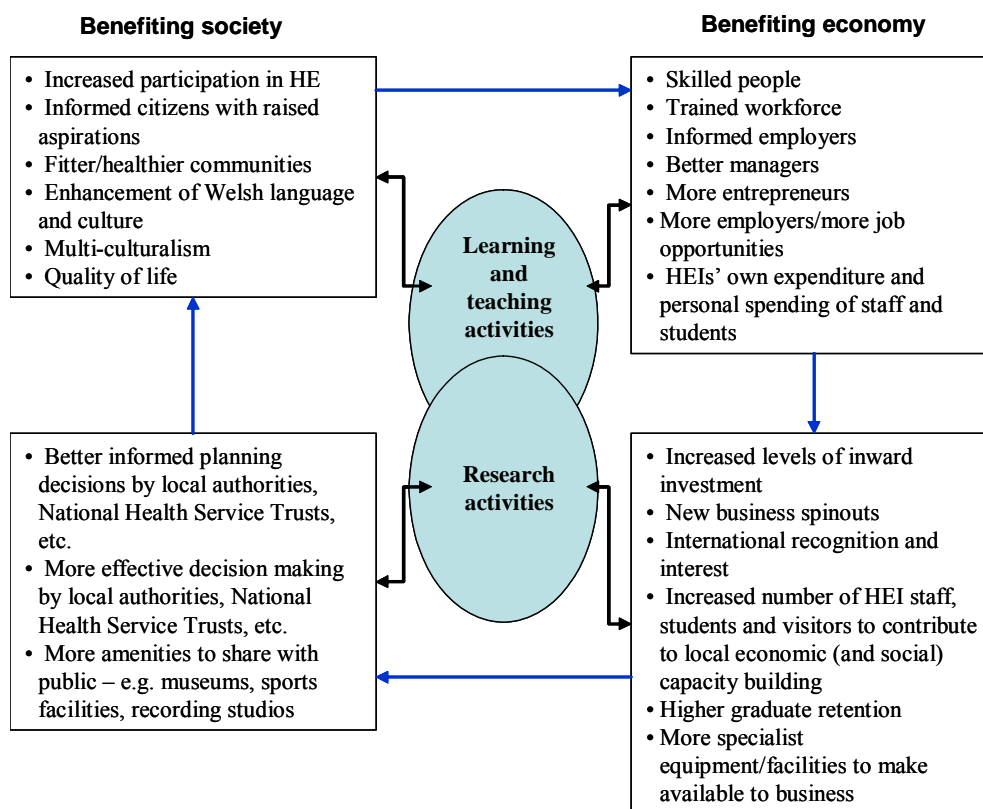 Benefiting society
Benefiting economy
• Increased participation in HE
• Informed citizens with raised
aspirations
• Fitter/healthier communities
• Enhancement of Welsh language
and culture
• Multi-culturalism
• Quality of life
• Skilled people
• Trained workforce
• Informed employers
• Better managers
• More entrepreneurs
• More employers/more job
opportunities
• HEIs’ own expenditure and
personal spending of staff and
students
Learning
and
teaching
activities
Research
activities
• Better informed planning
decisions by local authorities,
National Health Service Trusts,
etc.
• More effective decision making
by local authorities, National
Health Service Trusts, etc.
• More amenities to share with
public – e.g. museums, sports
facilities, recording studios
• Increased levels of inward
investment
• New business spinouts
• International recognition and
interest
• Increased number of HEI staff,
students and visitors to contribute
to local economic (and social)
capacity building
• Higher graduate retention
• More specialist
equipment/facilities to make
available to business